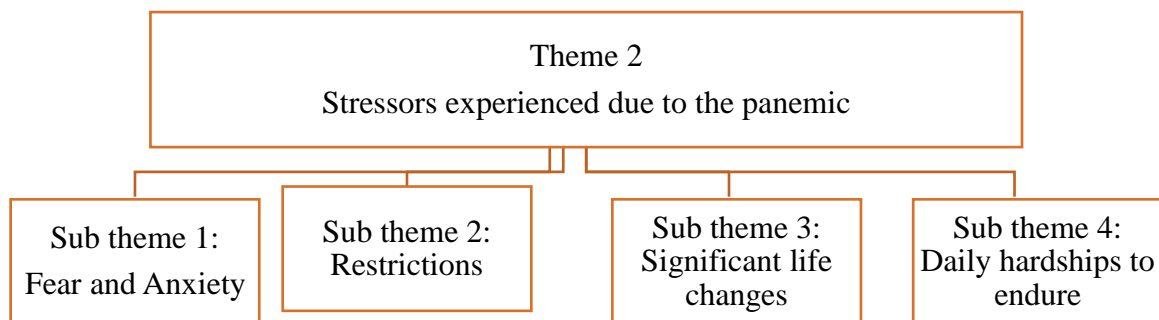 Theme 2
Stressors experienced due to the panemic
Sub theme 1:
Fear and Anxiety
Sub theme 2:
Restrictions
Sub theme 3:
Significant life
changes
Sub theme 4:
Daily hardships to
endure